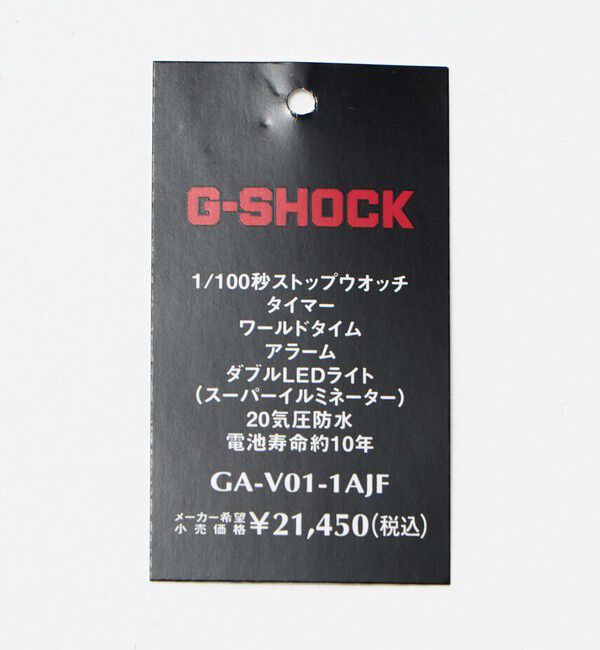 G-SHOCK
1/100秒ストップウオッチ
タイマー
ワールドタイム
アラーム
ダブルLEDライト
(スーパーイルミネーター)
20気圧防水
電池寿命約10年
GA-V01-1AJF
メーカー希望小売価格 ¥21,450(税込)